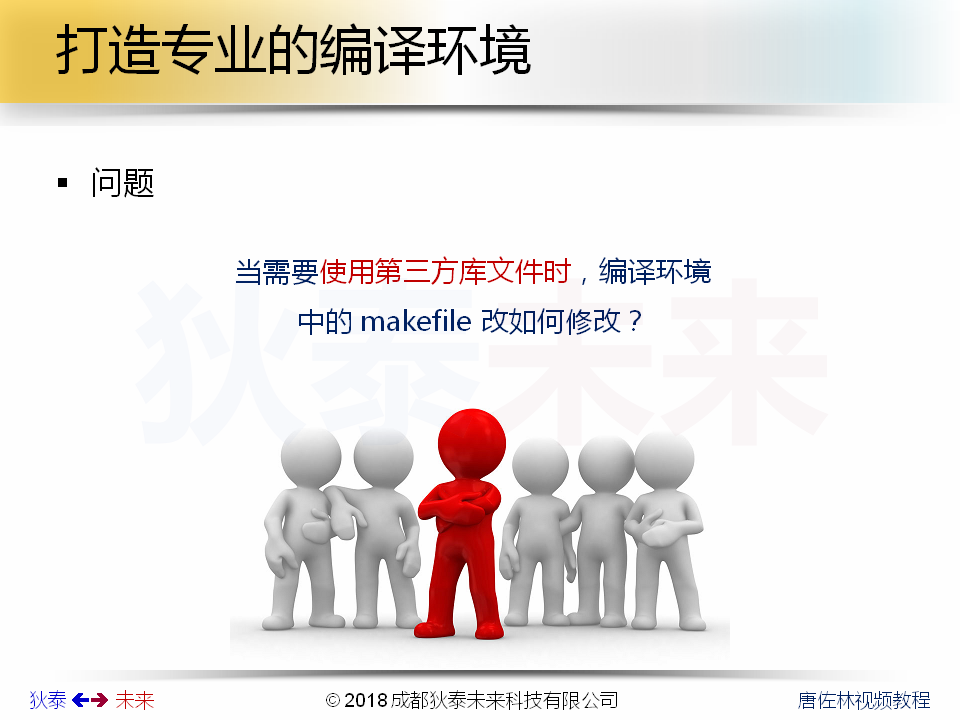 打造专业的编译环境
▪ 问题
当需要使用第三方库文件时，编译环境
中的 makefile 改如何修改？
狄泰未来
狄泰 未来
© 2018 成都狄泰未来科技有限公司
唐佐林视频教程